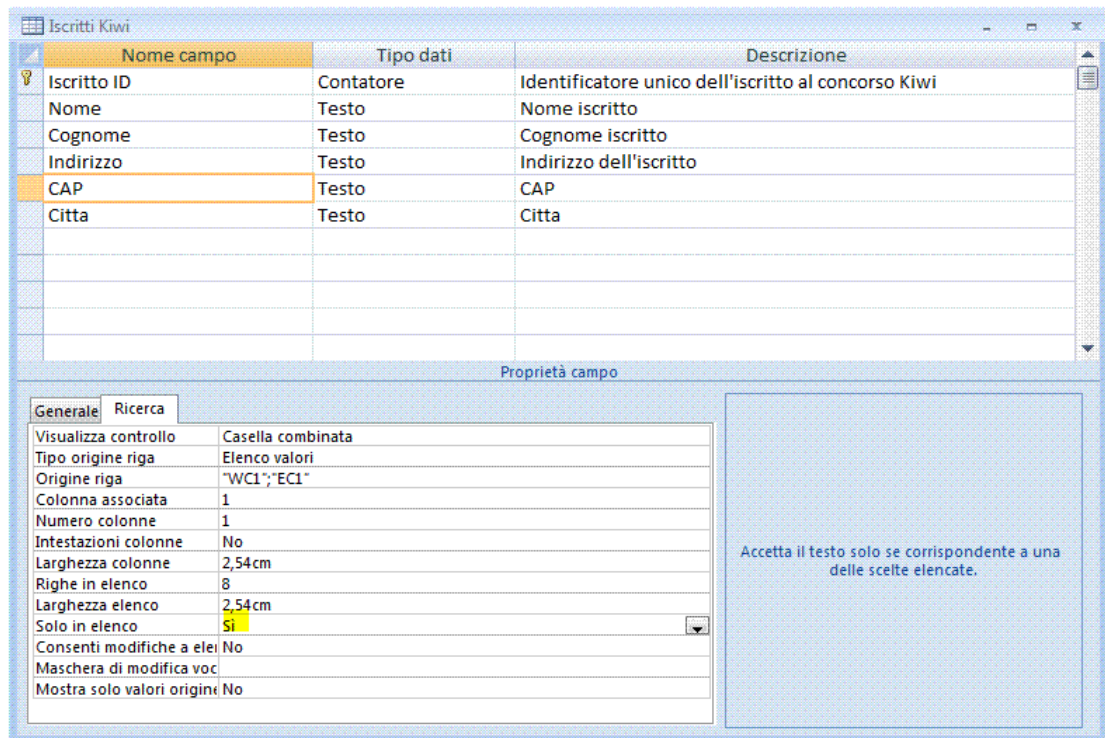 Iscritti Kiwi
Nome campo Tipo dati Descrizione
Iscritto ID Contatore Identificatore unico dell'iscritto al concorso Kiwi
Nome Testo Nome iscritto
Cognome Testo Cognome iscritto
Indirizzo Testo Indirizzo dell'iscritto
CAP Testo CAP
Citta Testo Citta
Proprietà campo
Generale Ricerca
Visualizza controllo Casella combinata
Tipo origine riga Elenco valori
Origine riga "WC1";"EC1"
Colonna associata 1
Numero colonne 1
Intestazioni colonne No
Larghezza colonne 2,54cm
Righe in elenco 8
Larghezza elenco 2,54cm
Solo in elenco Sì
Consenti modifiche a ele No
Maschera di modifica voc
Mostra solo valori origine No
Accetta il testo solo se corrispondente a una
delle scelte elencate.